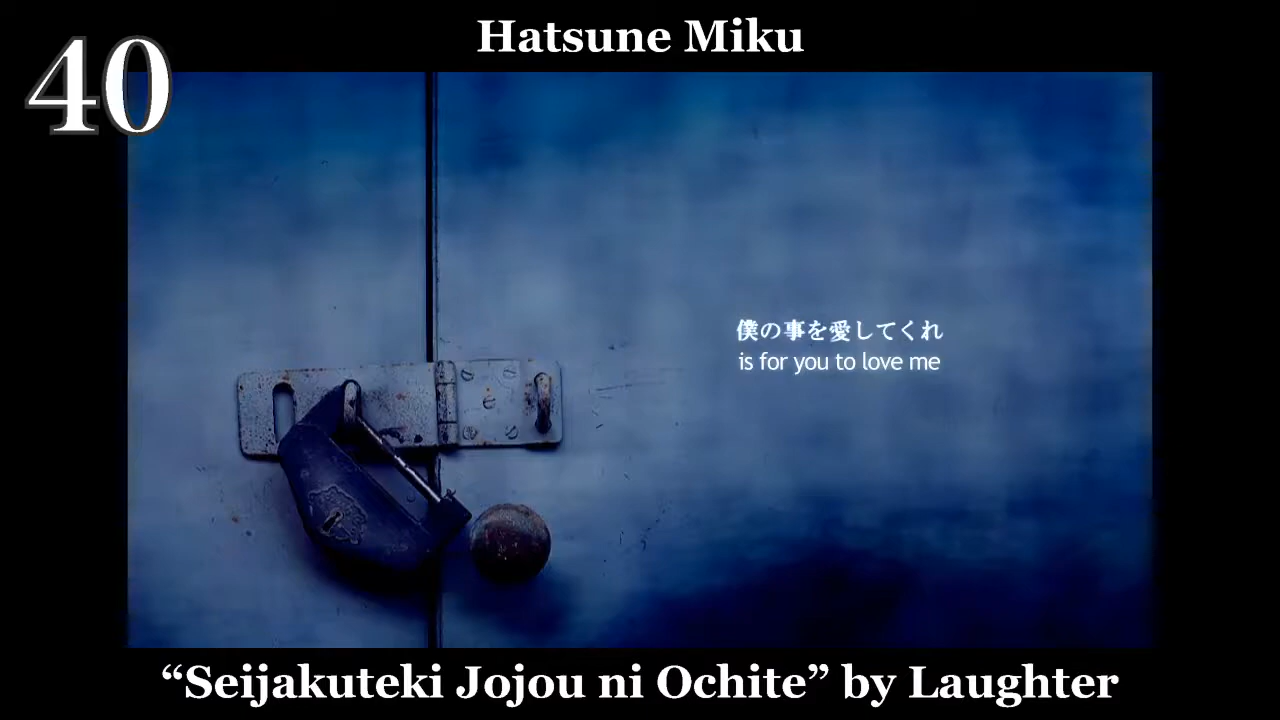 Hatsune Miku
40
僕の事を愛してくれ
is for you to love me
“Seijakuteki Jojou ni Ochite” by Laughter